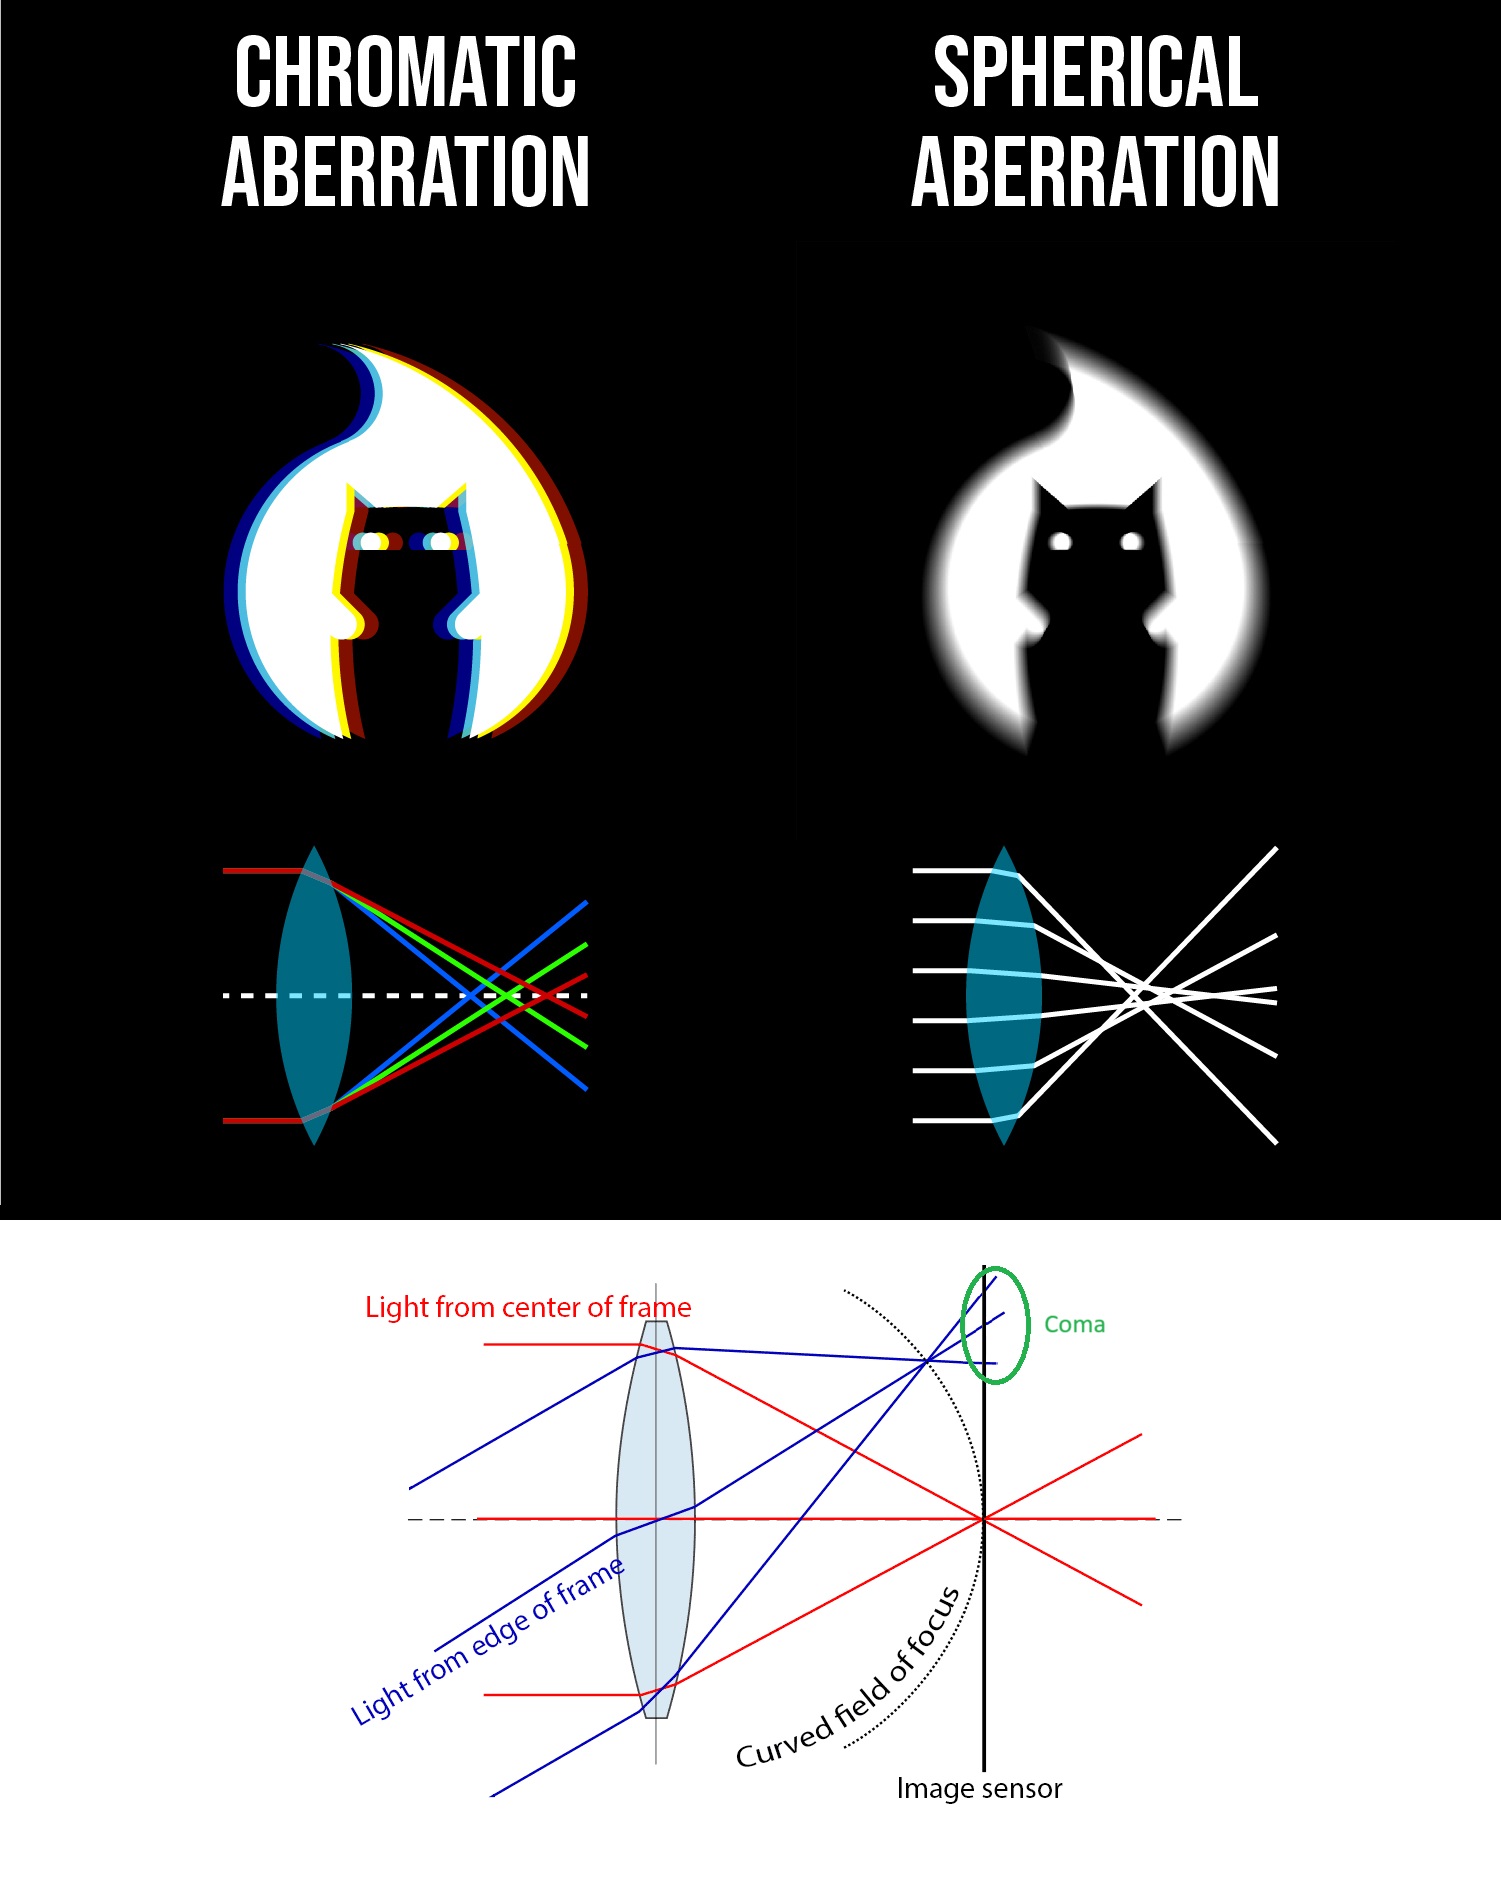 CHROMATIC
ABERRATION
SPHERICAL
ABERRATION
Light from center of frame
Coma
Light from edge of frame
Curved field of focus
Image sensor